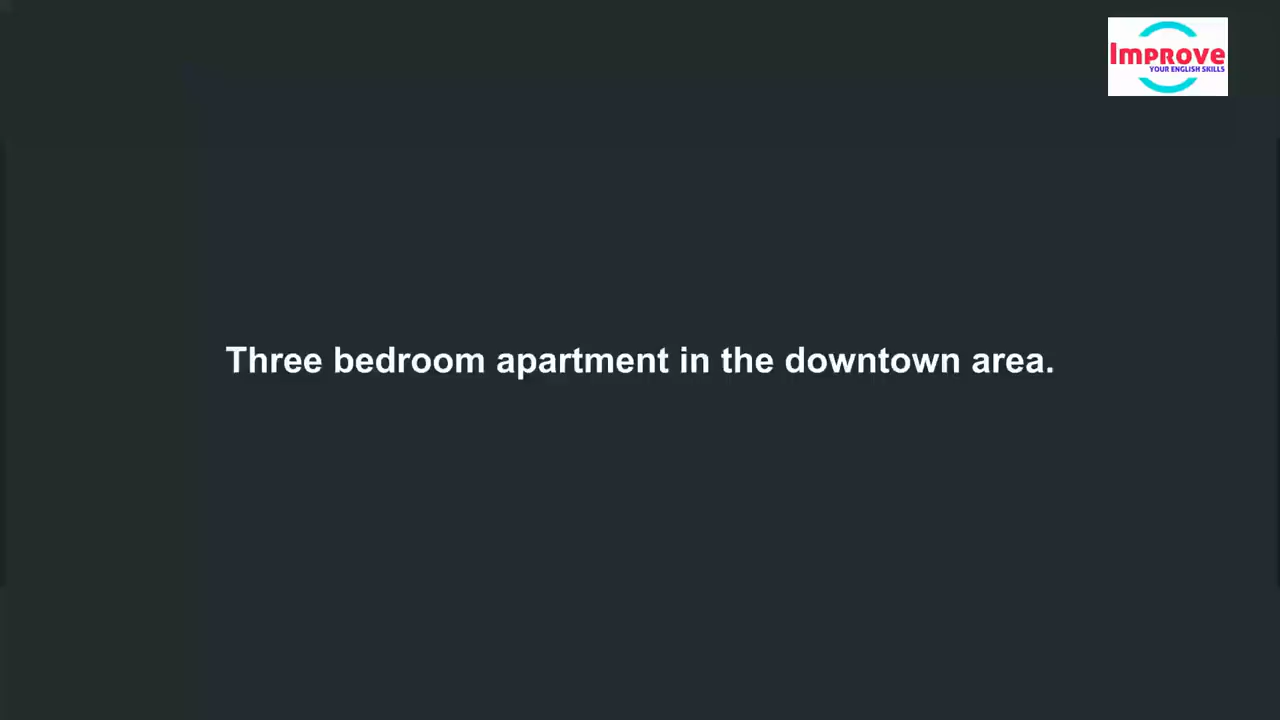 Improve
YOUR ENGLISH SKILLS
Three bedroom apartment in the downtown area.